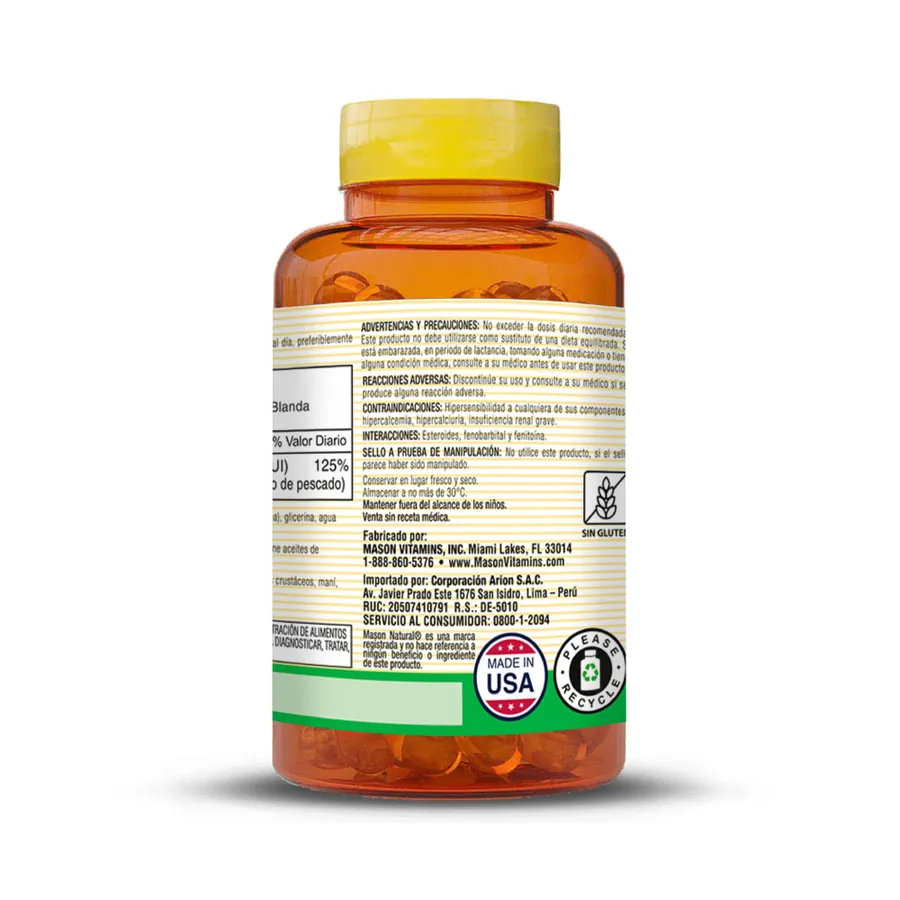 al día, preferiblemente
Blanda
% Valor Diario
UI) 125%
o de pescado)
a), glicerina, agua
ne aceites de
crustáceos, maní,
TRACIÓN DE ALIMENTOS
DIAGNOSTICAR, TRATAR,
ADVERTENCIAS Y PRECAUCIONES: No exceder la dosis diaria recomendada
Este producto no debe utilizarse como sustituto de una dieta equilibrada. S
está embarazada, en periodo de lactancia, tomando alguna medicación o tien
alguna condición médica, consulte a su médico antes de usar este producto
REACCIONES ADVERSAS: Discontinúe su uso y consulte a su médico si se
produce alguna reacción adversa.
CONTRAINDICACIONES: Hipersensibilidad a cualquiera de sus componentes
hipercalcemia, hipercalciuria, insuficiencia renal grave.
INTERACCIONES: Esteroides, fenobarbital y fenitoína.
SELLO A PRUEBA DE MANIPULACIÓN: No utilice este producto, si el sell
parece haber sido manipulado.
Conservar en lugar fresco y seco.
Almacenar a no más de 30°C.
Mantener fuera del alcance de los niños.
Venta sin receta médica.
Fabricado por:
MASON VITAMINS, INC. Miami Lakes, FL 33014
1-888-860-5376 • www.MasonVitamins.com
Importado por: Corporación Arion S.A.C.
Av. Javier Prado Este 1676 San Isidro, Lima – Perú
RUC: 20507410791 R.S.: DE-5010
SERVICIO AL CONSUMIDOR: 0800-1-2094
Mason Natural® es una marca
registrada y no hace referencia a
ningún beneficio o ingrediente
de este producto.
SIN GLUTEN
MADE IN
USA
PLEASE
RECYCLE